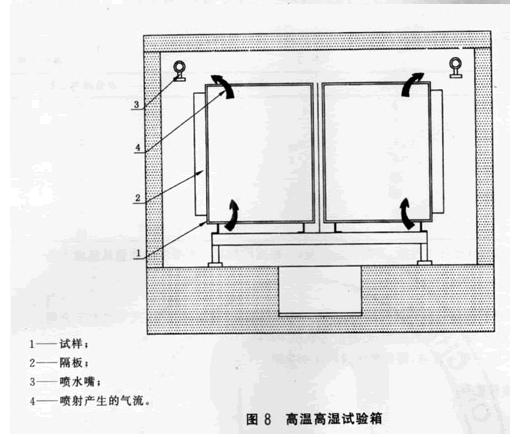 3
4
2
1
1——试样;
2——隔板;
3——喷水嘴;
4——喷射产生的气流。
图 8 高温高湿试验箱